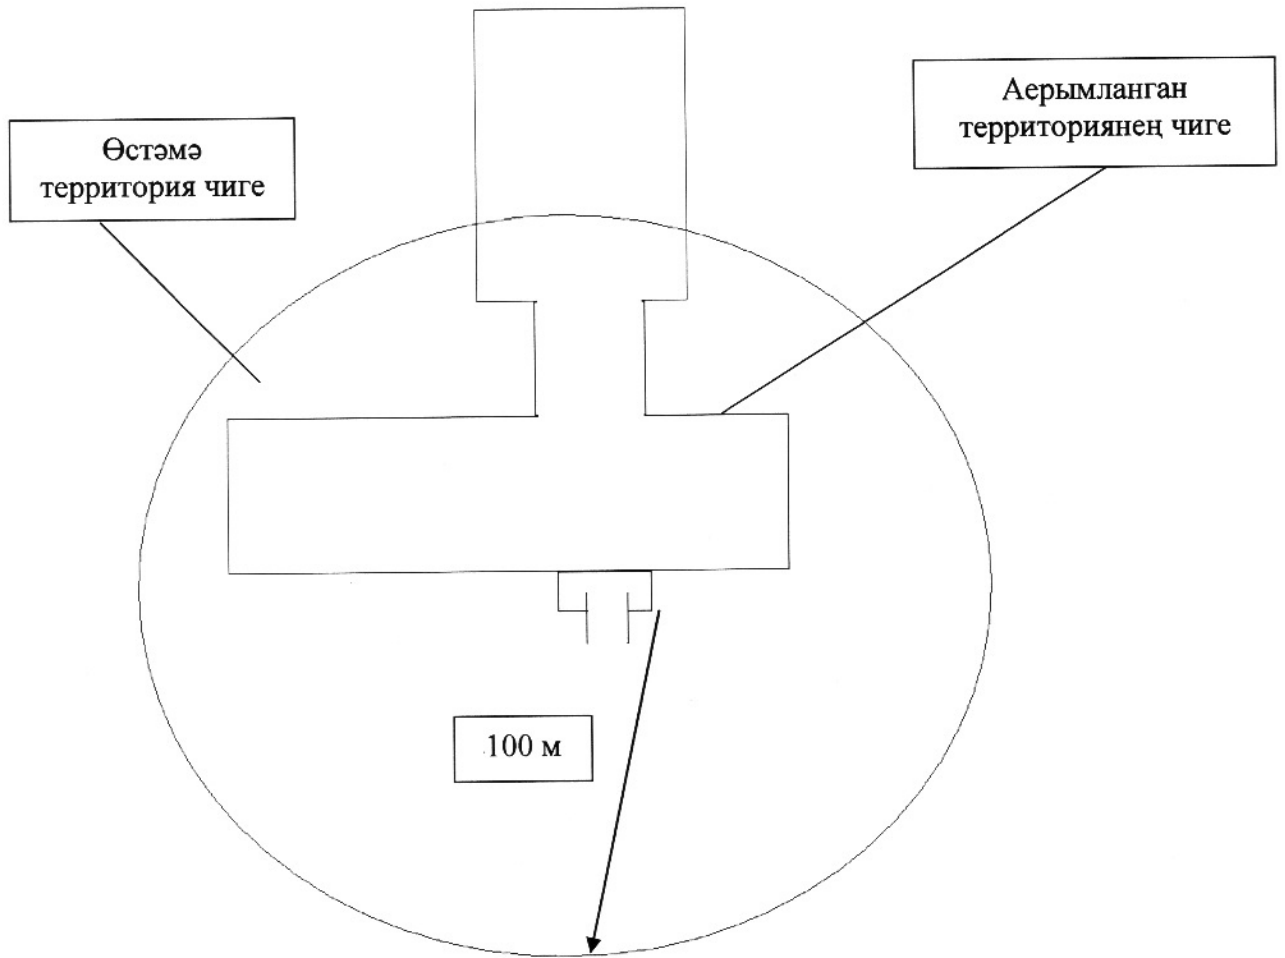 Өстәмә
территория чиге
Аерымланган
территориянең чиге
100 м